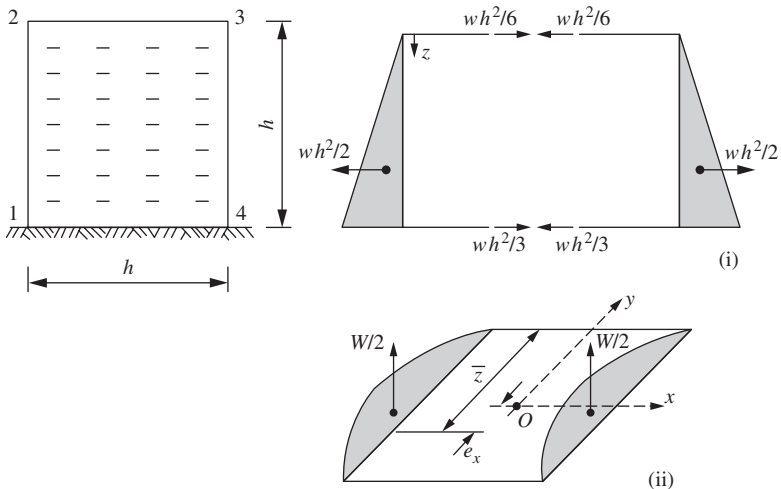 2 3
1 4
h
h
wh²/6 wh²/6
z
wh²/2 wh²/2
wh²/3 wh²/3
(i)
y
W/2 W/2
z̅
x
O
eₓ
(ii)